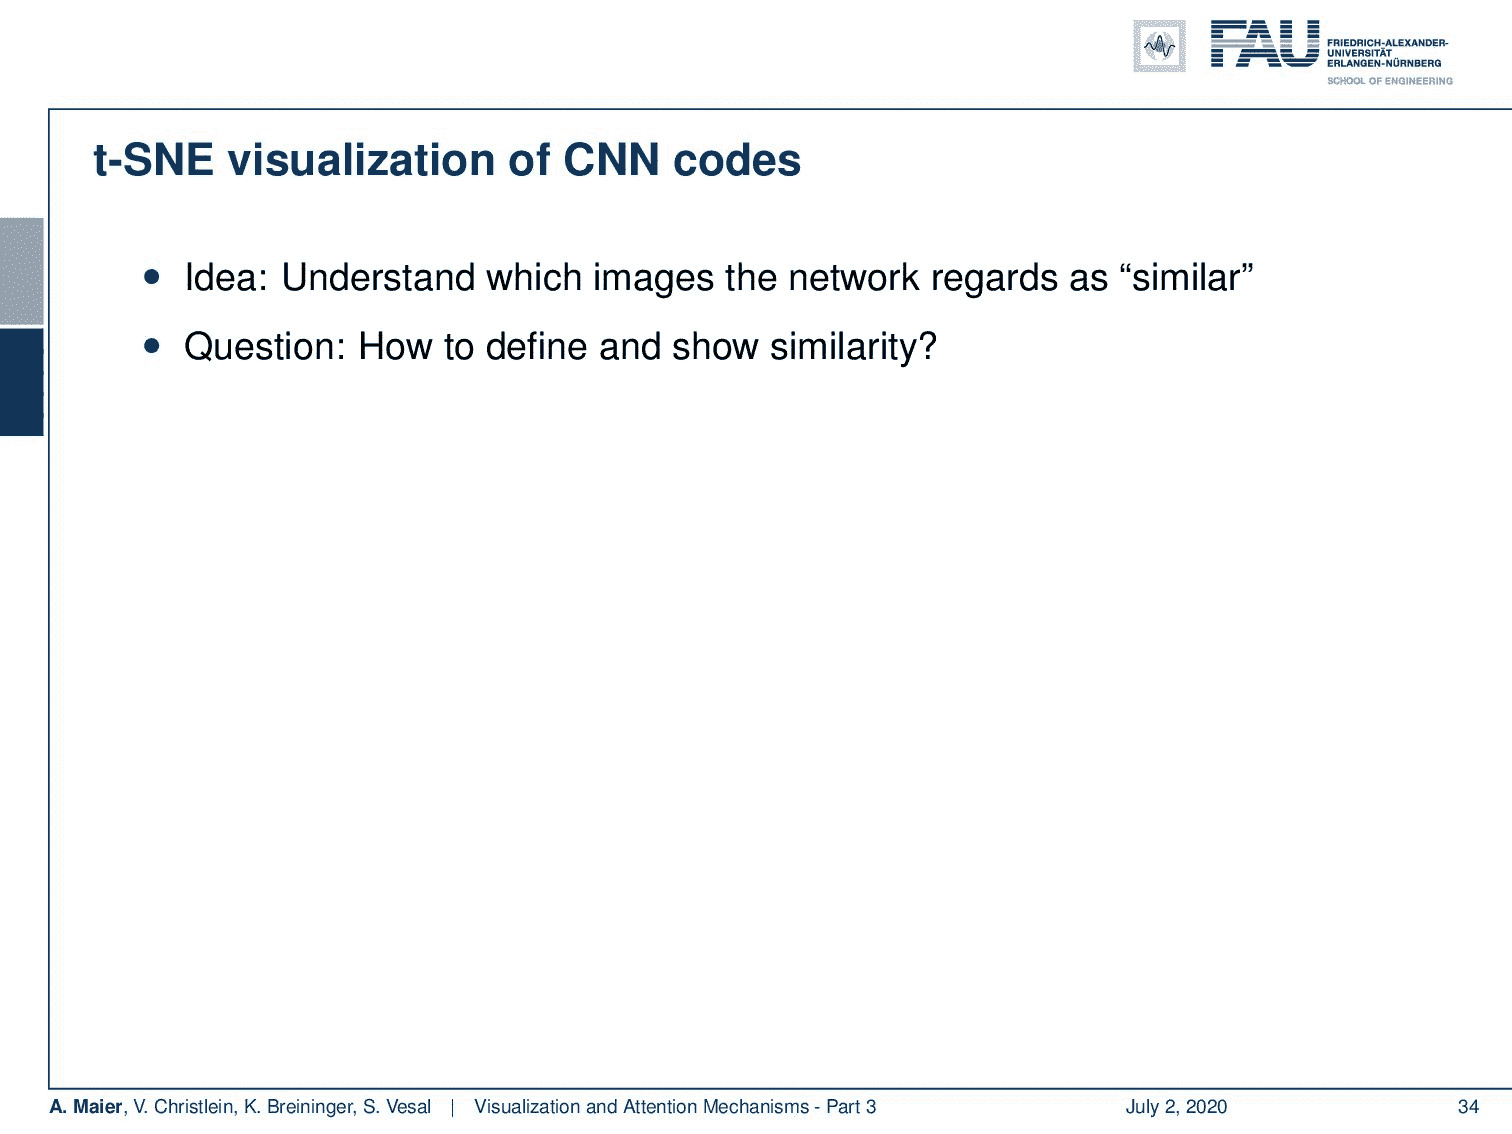 FAU
FRIEDRICH-ALEXANDER-
UNIVERSITÄT
ERLANGEN-NÜRNBERG
SCHOOL OF ENGINEERING
t-SNE visualization of CNN codes
• Idea: Understand which images the network regards as “similar”
• Question: How to define and show similarity?
A. Maier, V. Christlein, K. Breininger, S. Vesal | Visualization and Attention Mechanisms - Part 3 July 2, 2020 34